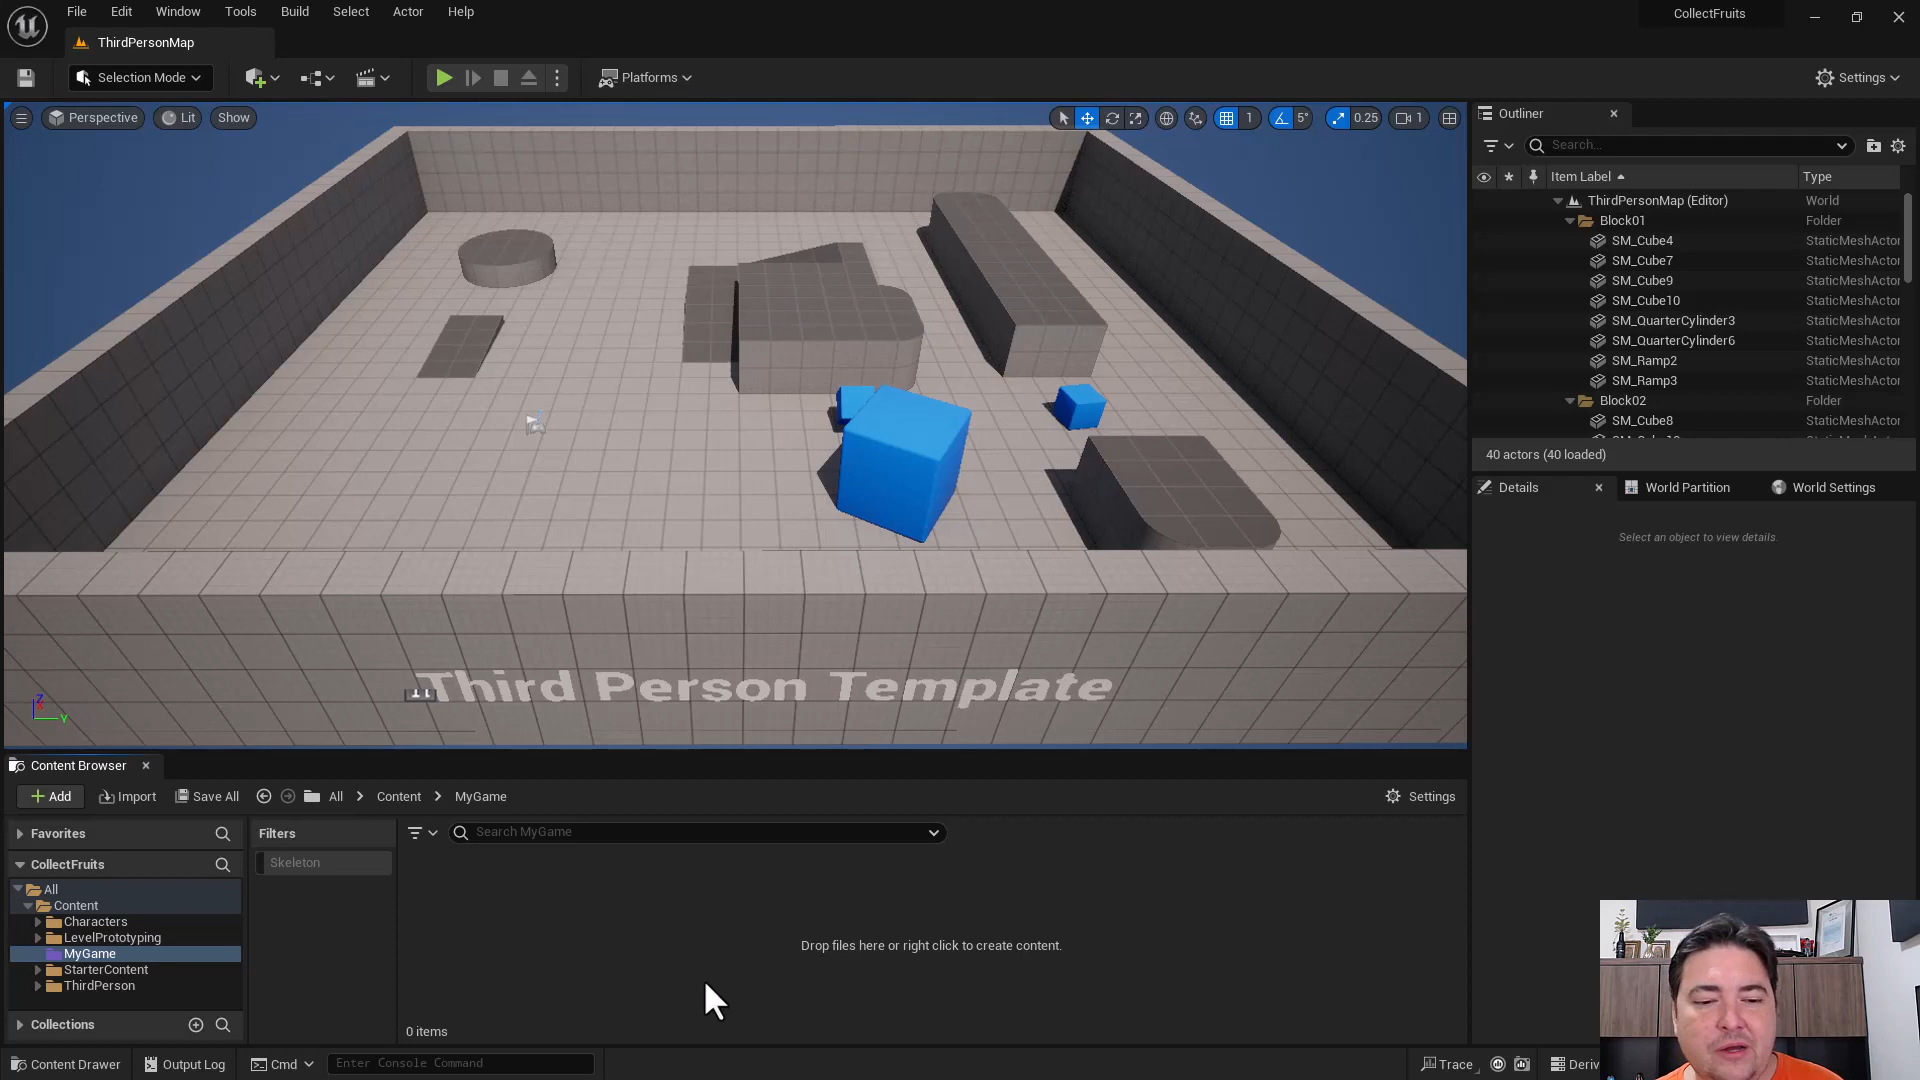 File Edit Window Tools Build Select Actor Help
CollectFruits
ThirdPersonMap
Selection Mode
Platforms
Settings
Perspective Lit Show
1 5° 0.25 1
Outliner
Search...
Item Label Type
ThirdPersonMap (Editor) World
Block01 Folder
SM_Cube4 StaticMeshActor
SM_Cube7 StaticMeshActor
SM_Cube9 StaticMeshActor
SM_Cube10 StaticMeshActor
SM_QuarterCylinder3 StaticMeshActor
SM_QuarterCylinder6 StaticMeshActor
SM_Ramp2 StaticMeshActor
SM_Ramp3 StaticMeshActor
Block02 Folder
SM_Cube8 StaticMeshActor
40 actors (40 loaded)
Details World Partition World Settings
Select an object to view details.
Third Person Template
Z
Y
Content Browser
Add Import Save All All Content MyGame Settings
Favorites Filters Search MyGame
CollectFruits Skeleton
All
Content
Characters
LevelPrototyping
MyGame
StarterContent
ThirdPerson
Drop files here or right click to create content.
Collections
0 items
Content Drawer Output Log Cmd Enter Console Command Trace Deriv